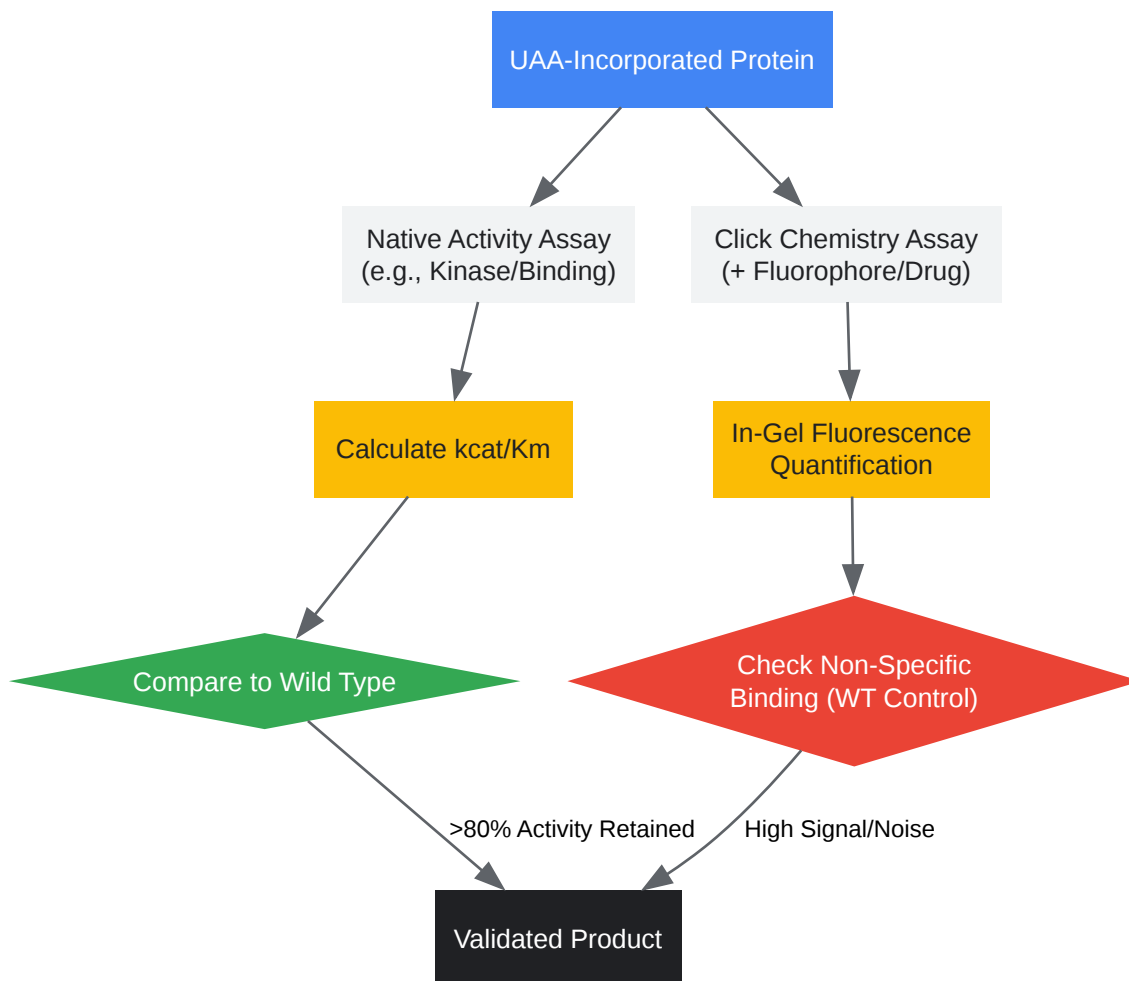 UAA-Incorporated Protein
Native Activity Assay
(e.g., Kinase/Binding)
Click Chemistry Assay
(+ Fluorophore/Drug)
Calculate kcat/Km
In-Gel Fluorescence
Quantification
Compare to Wild Type
Check Non-Specific
Binding (WT Control)
>80% Activity Retained
High Signal/Noise
Validated Product